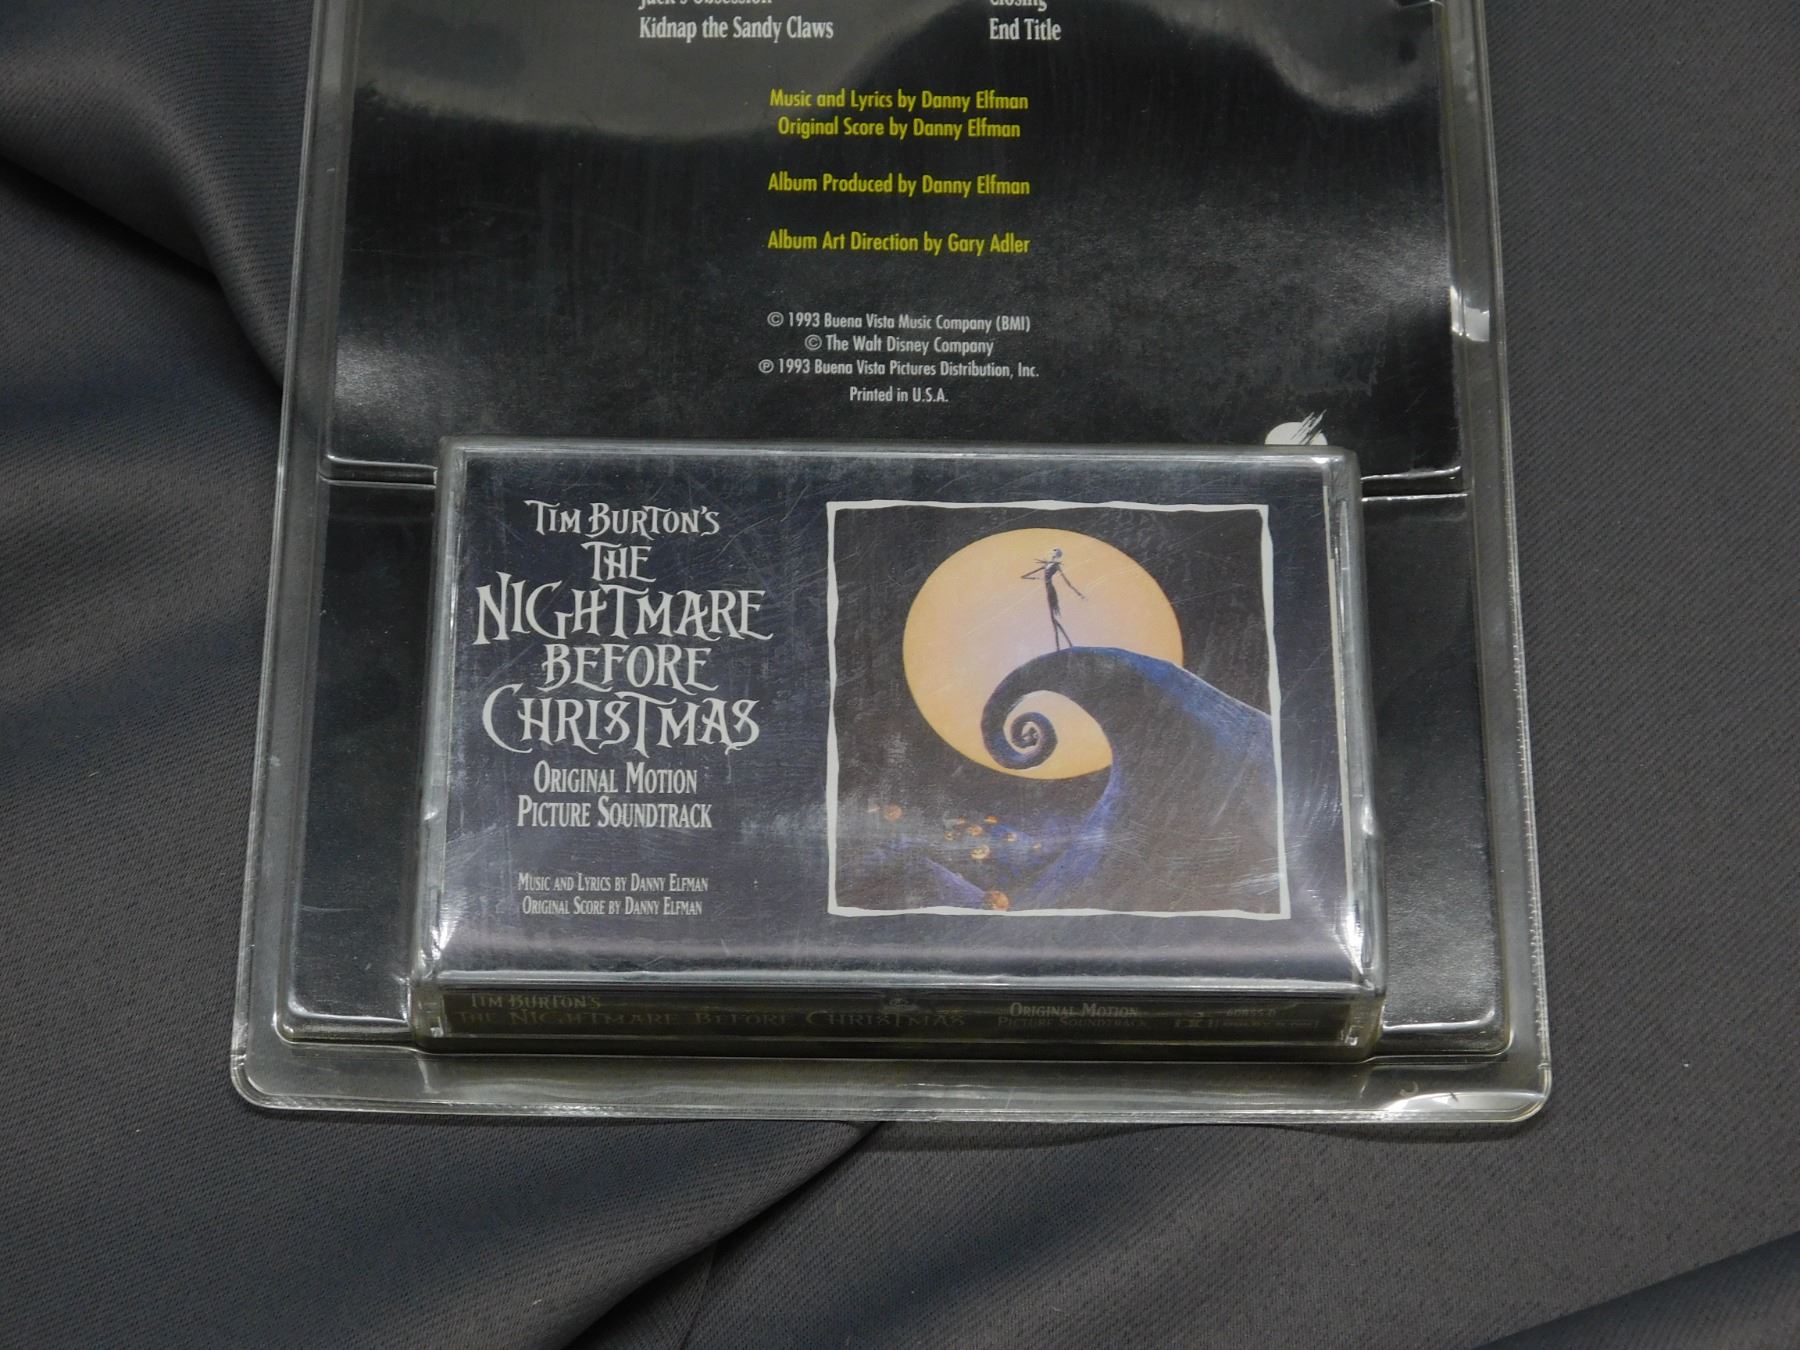 Jack's Obsession
Closing
Kidnap the Sandy Claws
End Title
Music and Lyrics by Danny Elfman
Original Score by Danny Elfman
Album Produced by Danny Elfman
Album Art Direction by Gary Adler
© 1993 Buena Vista Music Company (BMI)
© The Walt Disney Company
℗ 1993 Buena Vista Pictures Distribution, Inc.
Printed in U.S.A.
TIM BURTON'S
THE
NIGHTMARE
BEFORE
CHRISTMAS
ORIGINAL MOTION
PICTURE SOUNDTRACK
MUSIC AND LYRICS BY DANNY ELFMAN
ORIGINAL SCORE BY DANNY ELFMAN
TIM BURTON'S
THE NIGHTMARE BEFORE CHRISTMAS
ORIGINAL MOTION
PICTURE SOUNDTRACK